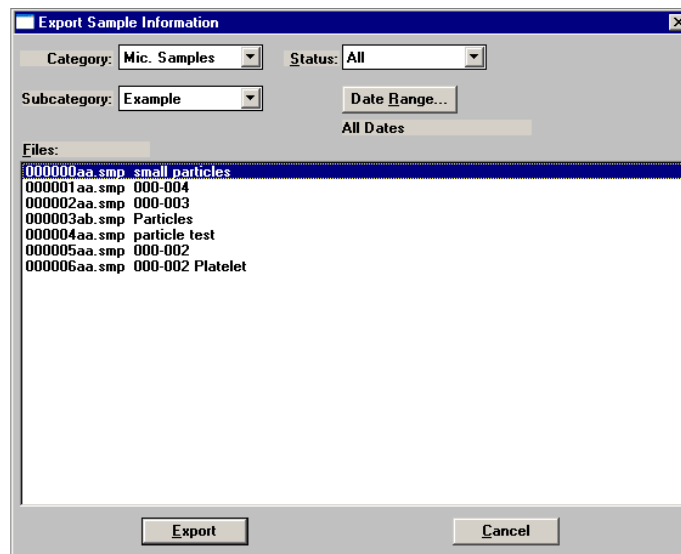 Export Sample Information
Category: Mic. Samples Status: All
Subcategory: Example Date Range...
All Dates
Files:
000000aa.smp small particles
000001aa.smp 000-004
000002aa.smp 000-003
000003ab.smp Particles
000004aa.smp particle test
000005aa.smp 000-002
000006aa.smp 000-002 Platelet
Export Cancel